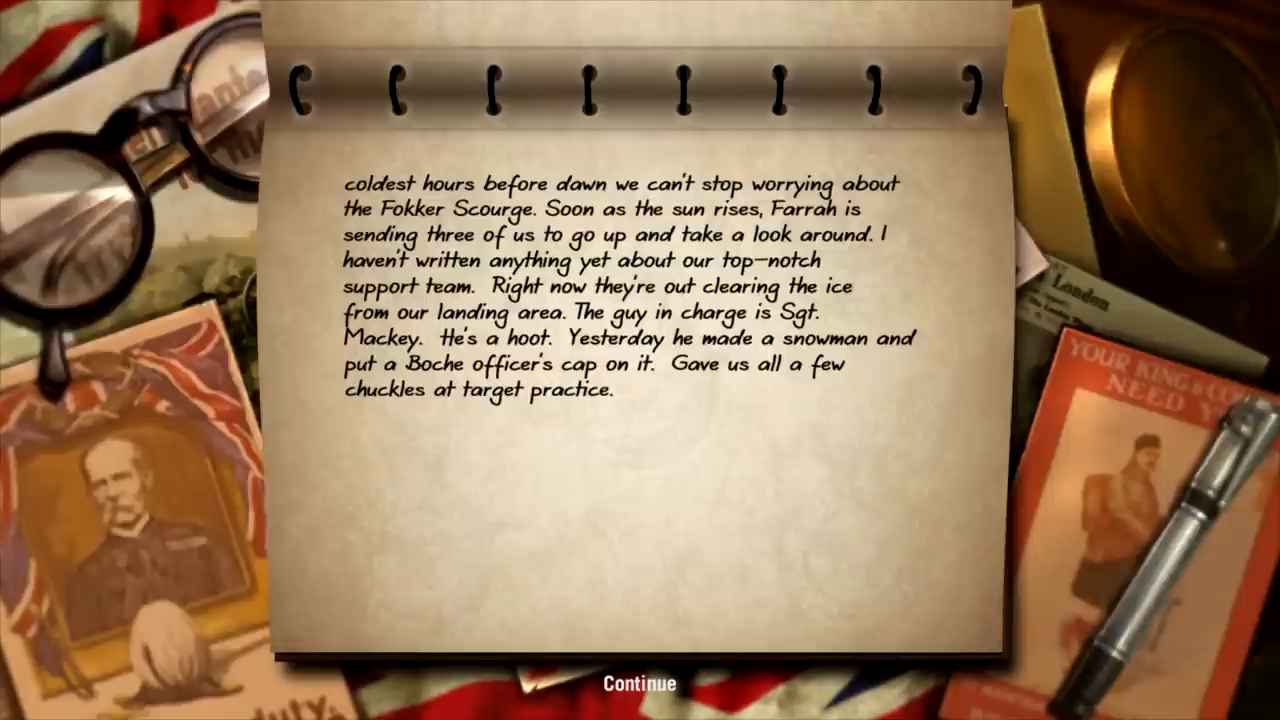 coldest hours before dawn we can't stop worrying about
the Fokker Scourge. Soon as the sun rises, Farrah is
sending three of us to go up and take a look around. I
haven't written anything yet about our top-notch
support team.  Right now they're out clearing the ice
from our landing area. The guy in charge is Sgt.
Mackey.  He's a hoot.  Yesterday he made a snowman and
put a Boche officer's cap on it.  Gave us all a few
chuckles at target practice.
London
YOUR KING &
NEED
duty.
Continue